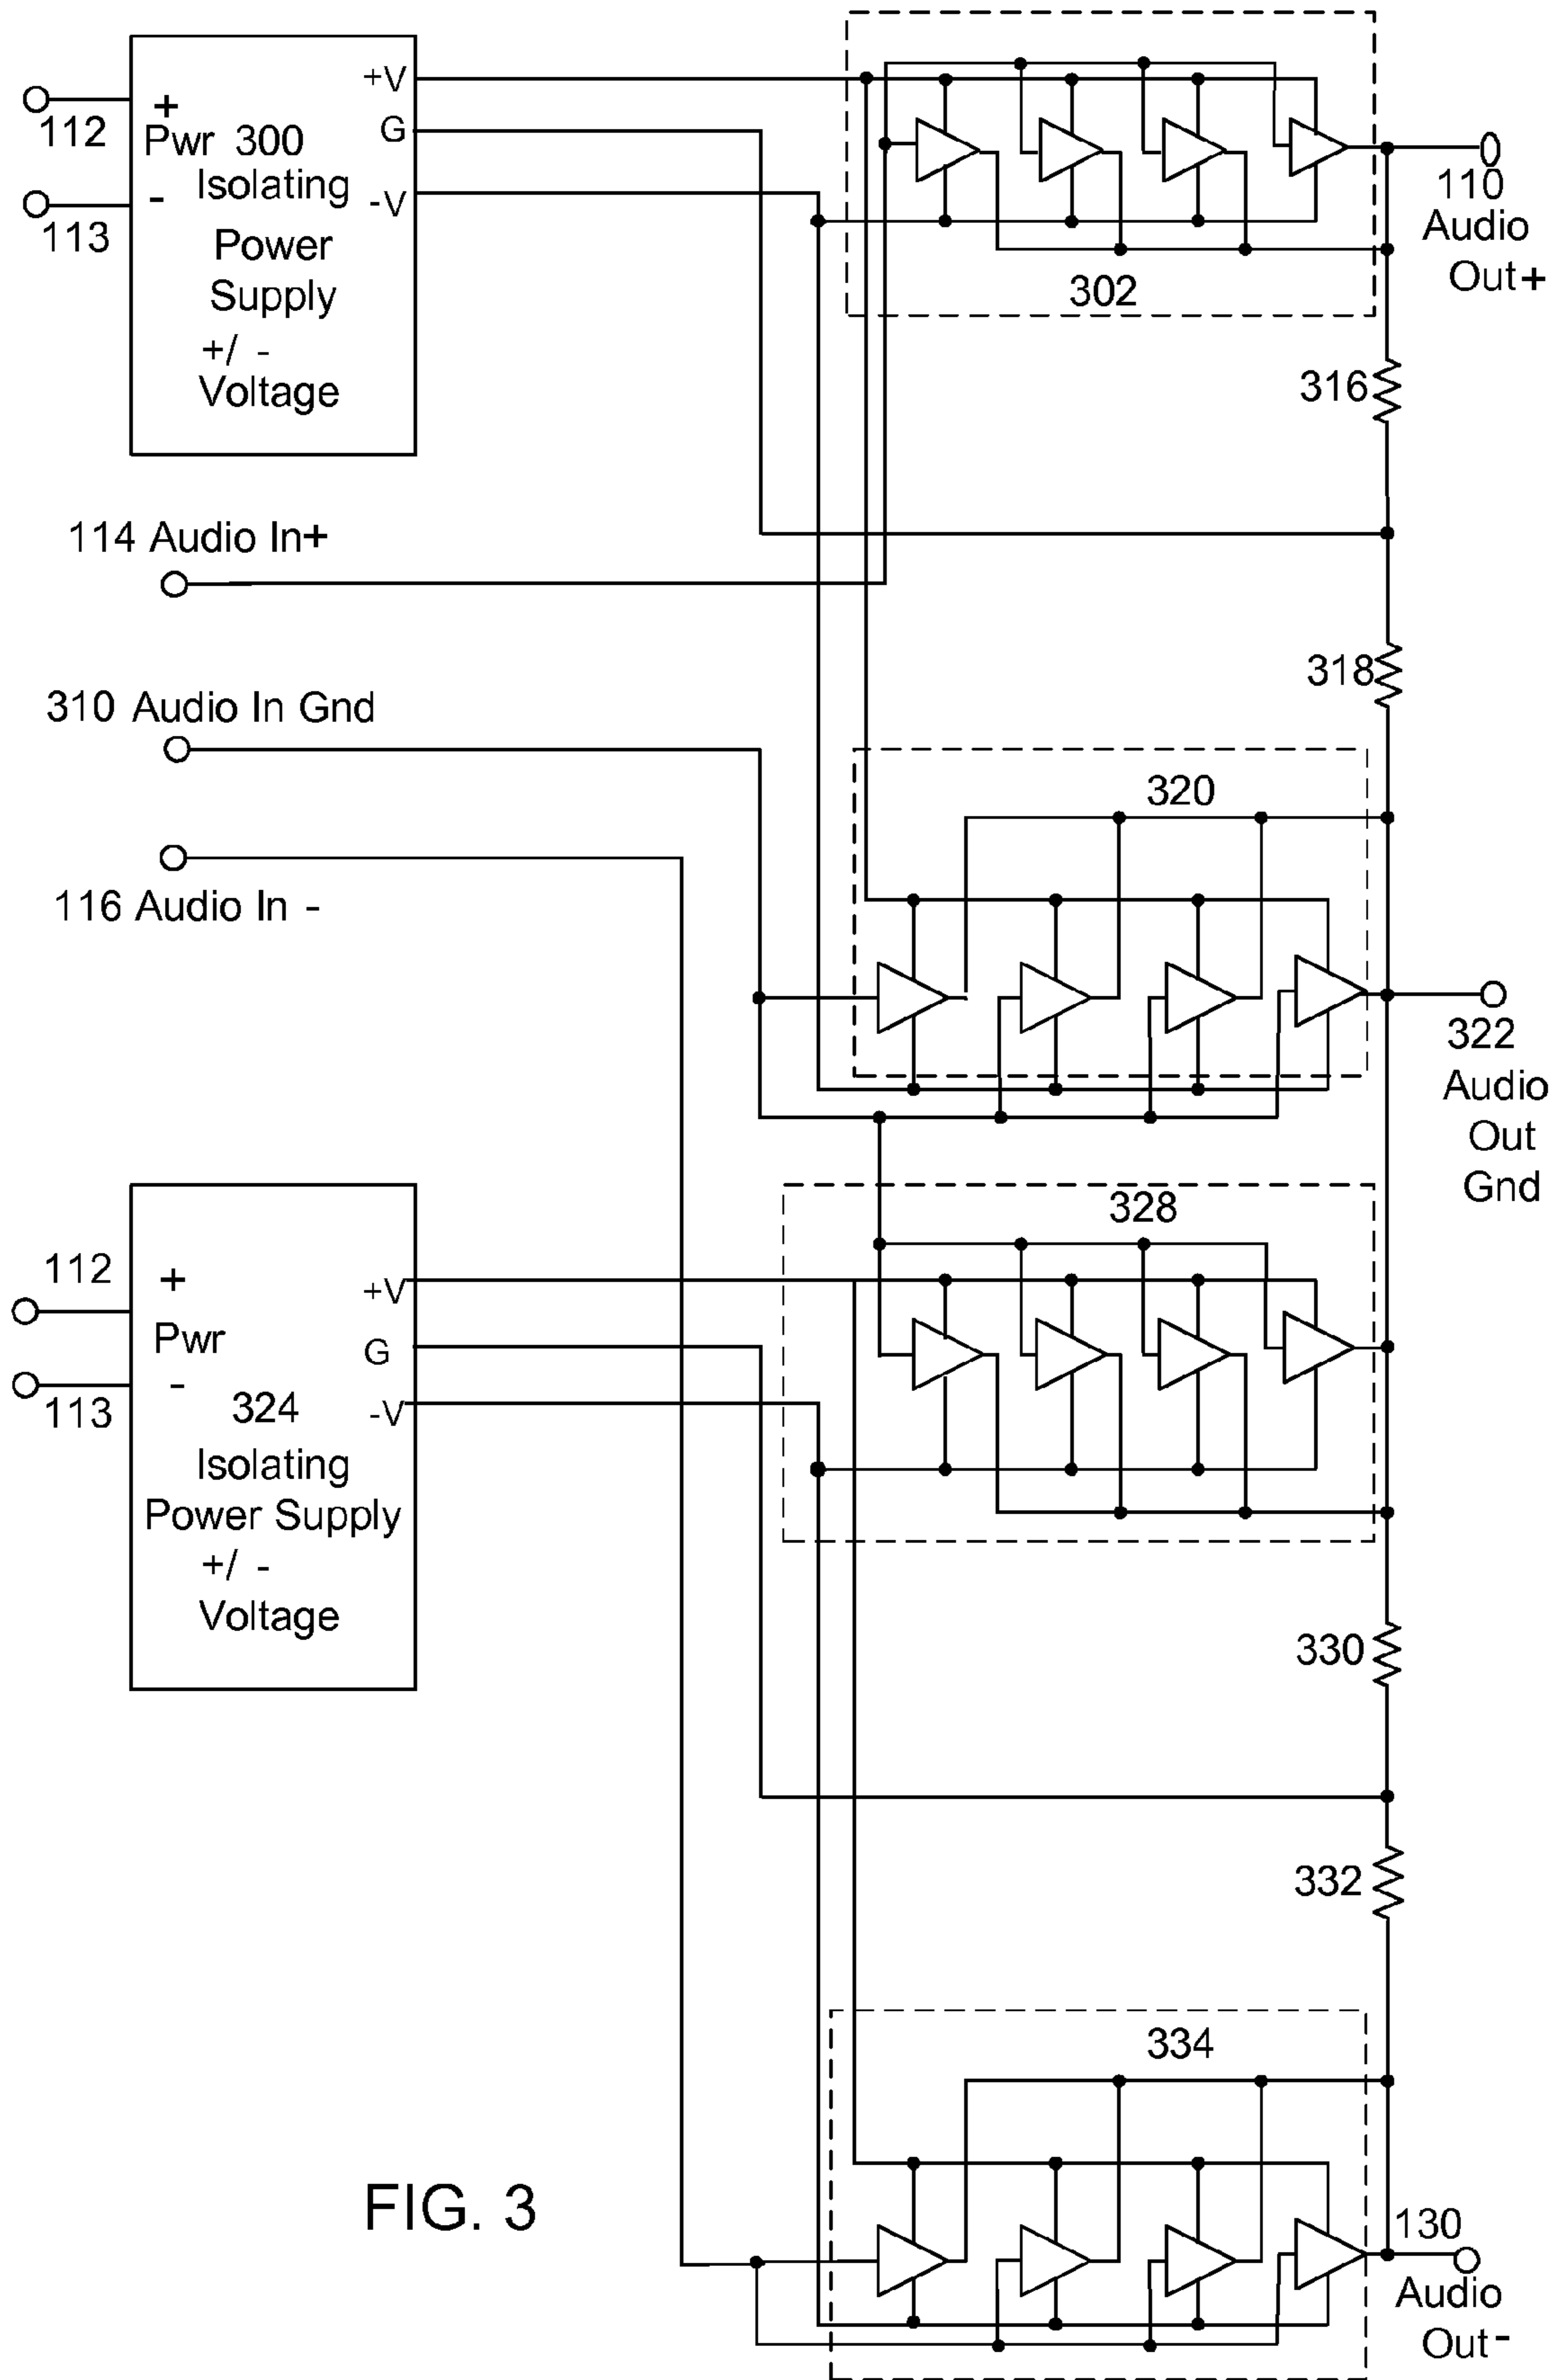 +V
112
+
Pwr 300
G
Isolating
-V
113
-
Power
Supply
+/ -
Voltage
302
110
Audio
Out+
316
114 Audio In+
318
310 Audio In Gnd
116 Audio In -
320
322
Audio
Out
Gnd
112
+
+V
Pwr
G
113
-
324
-V
Isolating
Power Supply
+/ -
Voltage
328
330
332
334
130
Audio
Out-
FIG. 3